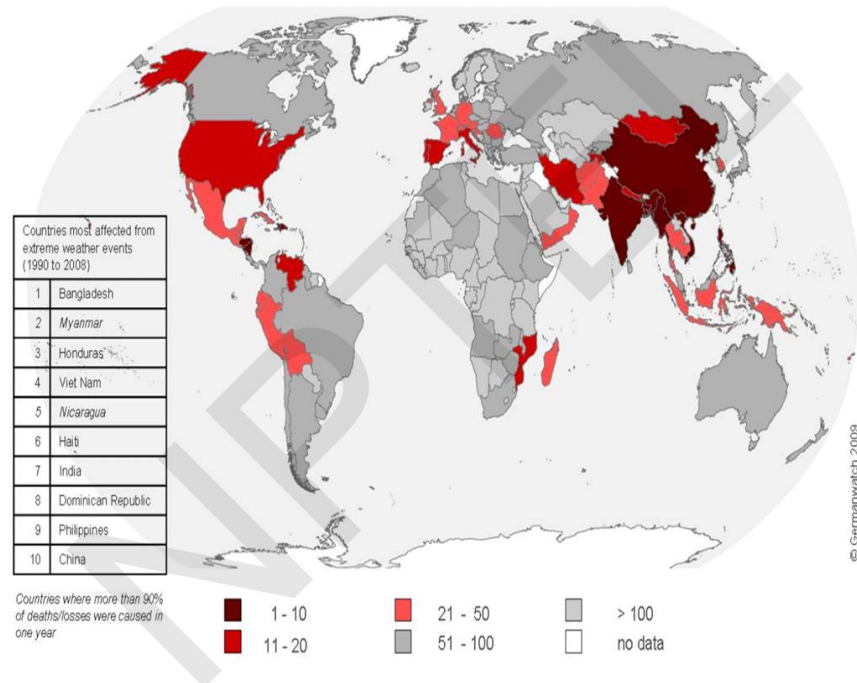 Countries most affected from
extreme weather events
(1990 to 2008)
1 Bangladesh
2 Myanmar
3 Honduras
4 Viet Nam
5 Nicaragua
6 Haiti
7 India
8 Dominican Republic
9 Philippines
10 China
Countries where more than 90%
of deaths/losses were caused in
one year
1 - 10
11 - 20
21 - 50
51 - 100
> 100
no data
© Germanwatch 2009
NPTEL